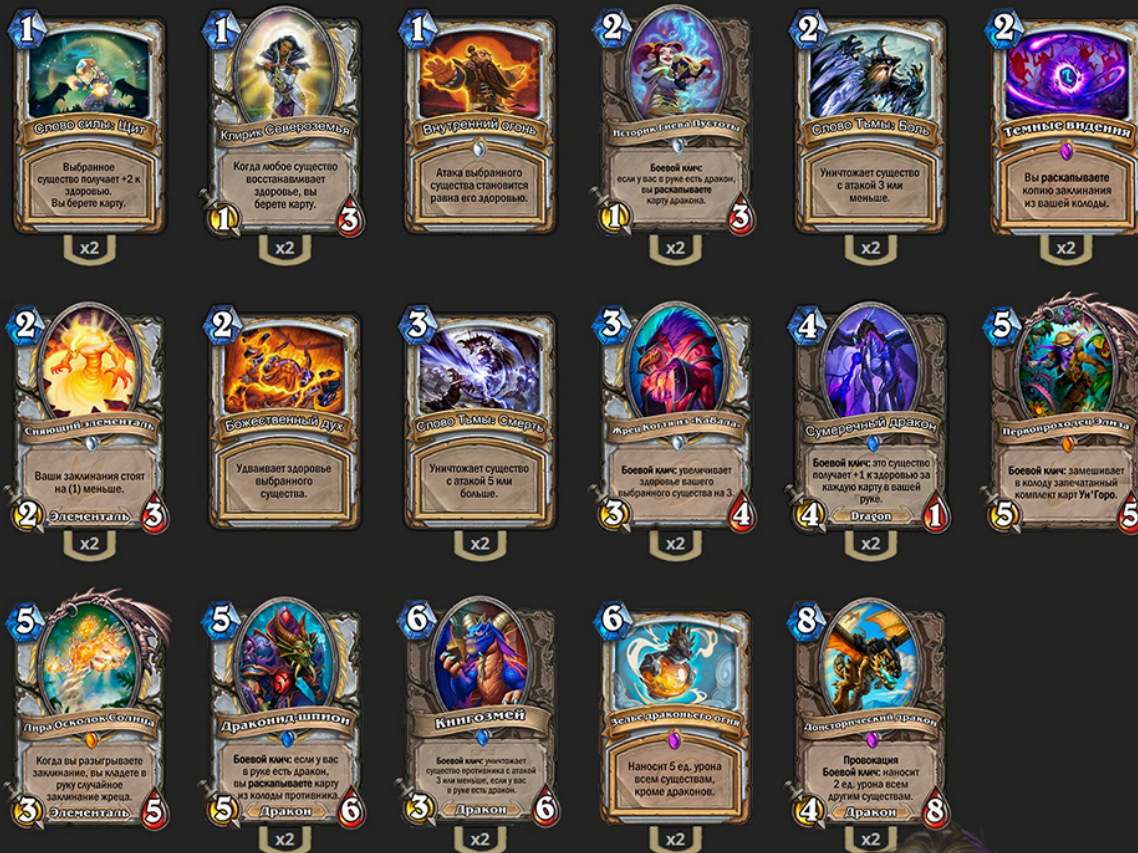 1
Слово силы: Щит
Выбранное
существо получает +2 к
здоровью.
Вы берете карту.
x2
1
Клирик Североземья
Когда любое существо
восстанавливает
здоровье, вы
берете карту.
1
3
x2
1
Внутренний огонь
Атака выбранного
существа становится
равна его здоровью.
2
Историк Гнева Пустоты
Боевой клич:
если у вас в руке есть дракон,
вы раскапываете
карту дракона.
1
3
x2
2
Слово Тьмы: Боль
Уничтожает существо
с атакой 3 или
меньше.
x2
2
Темные видения
Вы раскапываете
копию заклинания
из вашей колоды.
x2
2
Сияющий элементаль
Ваши заклинания стоят
на (1) меньше.
2
Элементаль
3
x2
2
Божественный дух
Удваивает здоровье
выбранного
существа.
3
Слово Тьмы: Смерть
Уничтожает существо
с атакой 5 или
больше.
x2
3
Жрец Когтя из «Кабала»
Боевой клич: увеличивает
здоровье вашего
выбранного существа на 3.
3
4
x2
4
Сумеречный дракон
Боевой клич: это существо
получает +1 к здоровью за
каждую карту в вашей
руке.
4
Dragon
1
x2
5
Первопроходец Элиза
Боевой клич: замешивает
в колоду запечатанный
комплект карт Ун'Горо.
5
5
5
Лира Осколок Солнца
Когда вы разыгрываете
заклинание, вы кладете в
руку случайное
заклинание жреца.
3
Элементаль
5
5
Драконид-шпион
Боевой клич: если у вас
в руке есть дракон,
вы раскапываете карту
из колоды противника.
5
Дракон
6
x2
6
Книгозмей
Боевой клич: уничтожает
существо противника с атакой
3 или меньше, если у вас
в руке есть дракон.
3
Дракон
6
x2
6
Зелье драконьего огня
Наносит 5 ед. урона
всем существам,
кроме драконов.
x2
8
Доисторический дракон
Провокация
Боевой клич: наносит
2 ед. урона всем
другим существам.
4
Дракон
8
x2